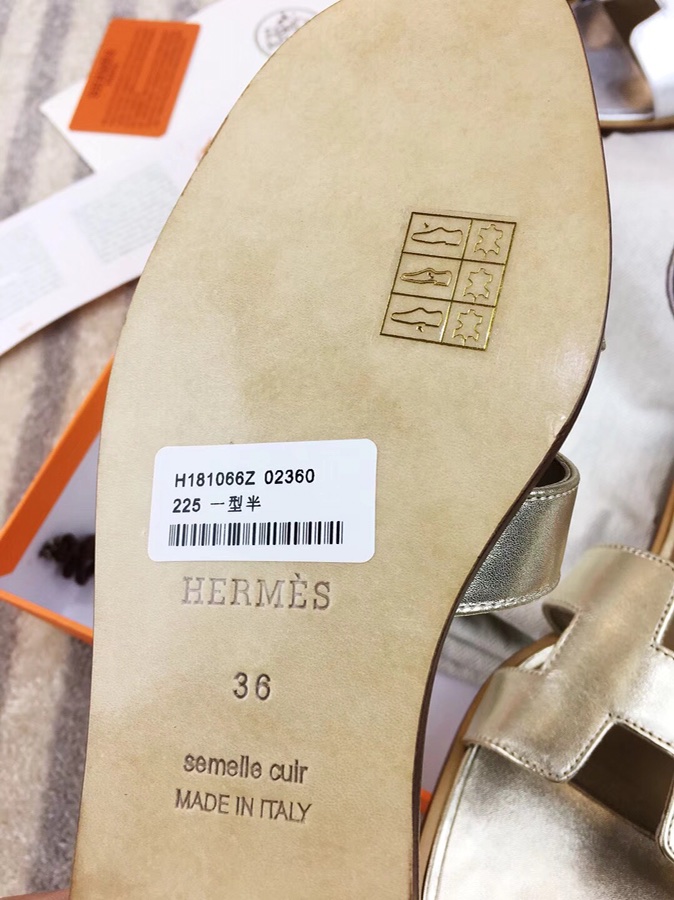 H181066Z 02360
225 一型半
HERMÈS
36
semelle cuir
MADE IN ITALY